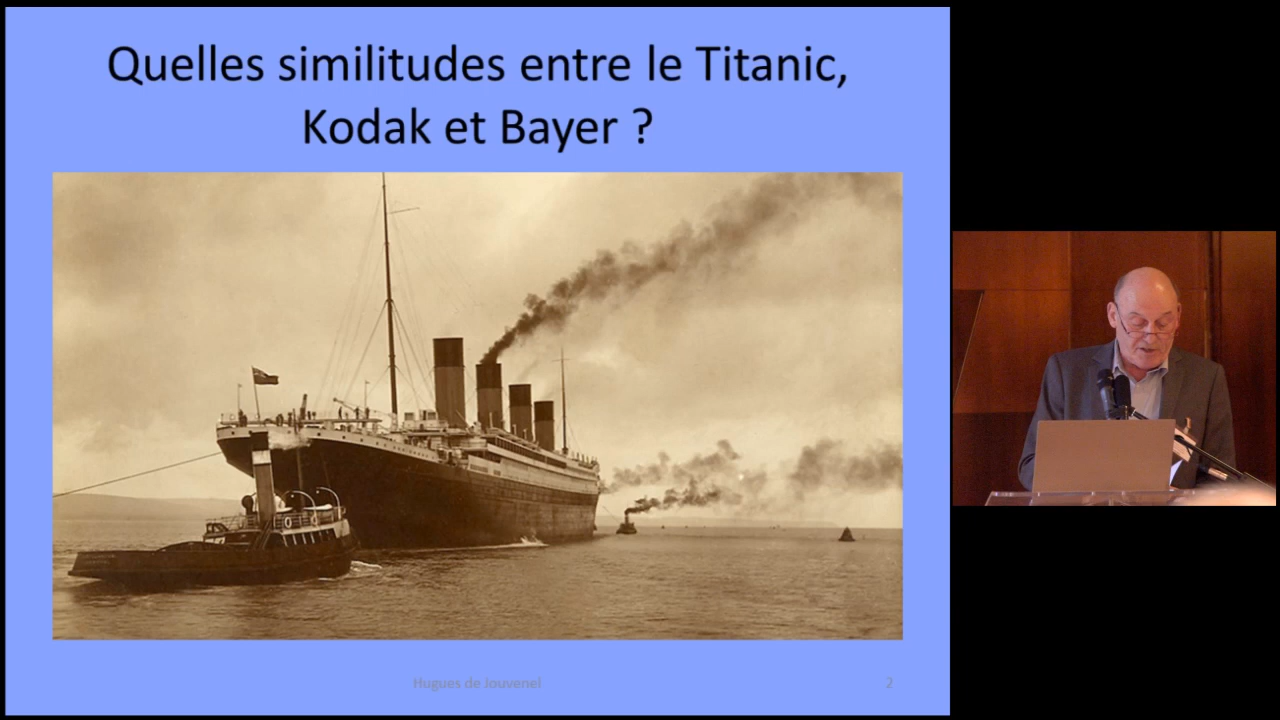 Quelles similitudes entre le Titanic,
Kodak et Bayer ?
Hugues de Jouvenel
2